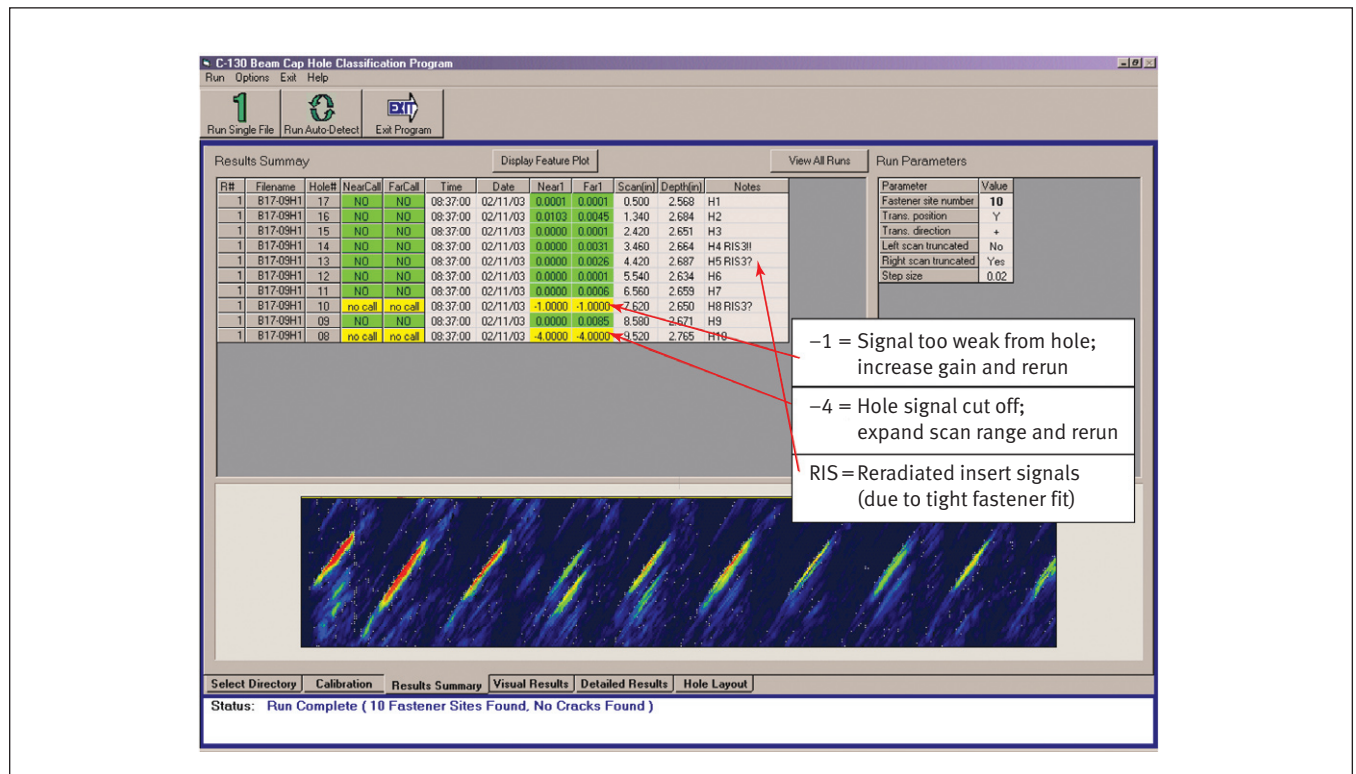 C-130 Beam Cap Hole Classification Program
Run Options Exit Help
1
EXIT
Run Single File Run Auto-Detect Exit Program
Results Summay Display Feature Plot View All Runs Run Parameters
R# Filename Hole# NearCall FarCall Time Date Near1 Far1 Scan(in) Depth(in) Notes
1 B17-09H1 17 NO NO 08:37:00 02/11/03 0.0001 0.0001 0.500 2.568 H1
1 B17-09H1 16 NO NO 08:37:00 02/11/03 0.0103 0.0045 1.340 2.684 H2
1 B17-09H1 15 NO NO 08:37:00 02/11/03 0.0000 0.0001 2.420 2.651 H3
1 B17-09H1 14 NO NO 08:37:00 02/11/03 0.0000 0.0031 3.460 2.664 H4 RIS3!!
1 B17-09H1 13 NO NO 08:37:00 02/11/03 0.0000 0.0026 4.420 2.687 H5 RIS3?
1 B17-09H1 12 NO NO 08:37:00 02/11/03 0.0000 0.0001 5.540 2.634 H6
1 B17-09H1 11 NO NO 08:37:00 02/11/03 0.0000 0.0006 6.560 2.659 H7
1 B17-09H1 10 no call no call 08:37:00 02/11/03 -1.0000 -1.0000 7.620 2.650 H8 RIS3?
1 B17-09H1 09 NO NO 08:37:00 02/11/03 0.0000 0.0085 8.580 2.671 H9
1 B17-09H1 08 no call no call 08:37:00 02/11/03 -4.0000 -4.0000 9.520 2.765 H10
Parameter Value
Fastener site number 10
Trans. position Y
Trans. direction +
Left scan truncated No
Right scan truncated Yes
Step size 0.02
–1 = Signal too weak from hole;
increase gain and rerun
–4 = Hole signal cut off;
expand scan range and rerun
RIS = Reradiated insert signals
(due to tight fastener fit)
Select Directory Calibration Results Summary Visual Results Detailed Results Hole Layout
Status: Run Complete ( 10 Fastener Sites Found, No Cracks Found )